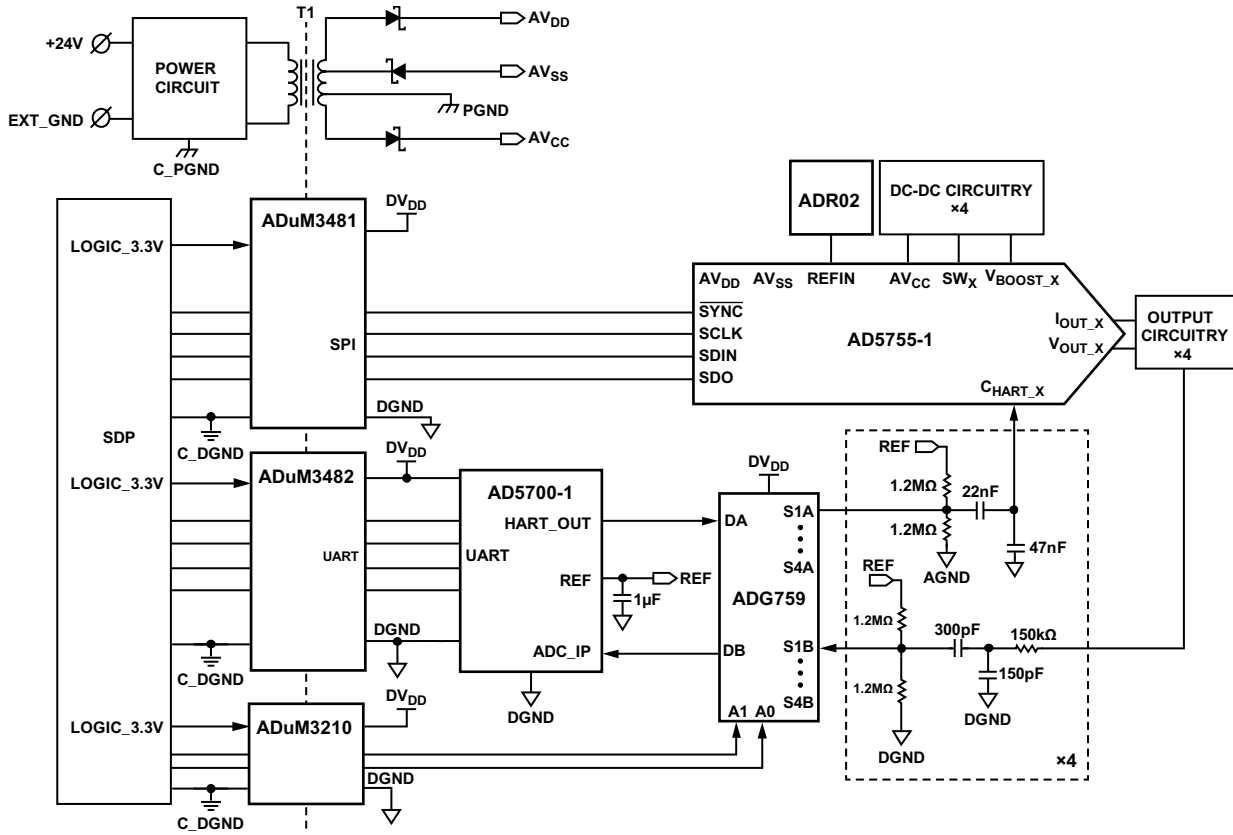 T1
+24V
EXT_GND
POWER
CIRCUIT
C_PGND
AVDD
AVSS
PGND
AVCC
SDP
LOGIC_3.3V
ADuM3481
DVDD
SPI
DGND
C_DGND
LOGIC_3.3V
ADuM3482
DVDD
UART
DGND
C_DGND
LOGIC_3.3V
ADuM3210
DVDD
DGND
C_DGND
AD5700-1
HART_OUT
UART
REF
REF
1µF
ADC_IP
DGND
DVDD
ADG759
DA
DB
S1A
S4A
S1B
S4B
A1 A0
ADR02
DC-DC CIRCUITRY
×4
AVDD AVSS REFIN AVCC SWX VBOOST_X
SYNC
SCLK
SDIN
SDO
AD5755-1
IOUT_X
VOUT_X
CHART_X
OUTPUT
CIRCUITRY
×4
REF
1.2MΩ
22nF
1.2MΩ
47nF
AGND
REF
1.2MΩ
300pF
150kΩ
150pF
1.2MΩ
DGND
DGND
×4